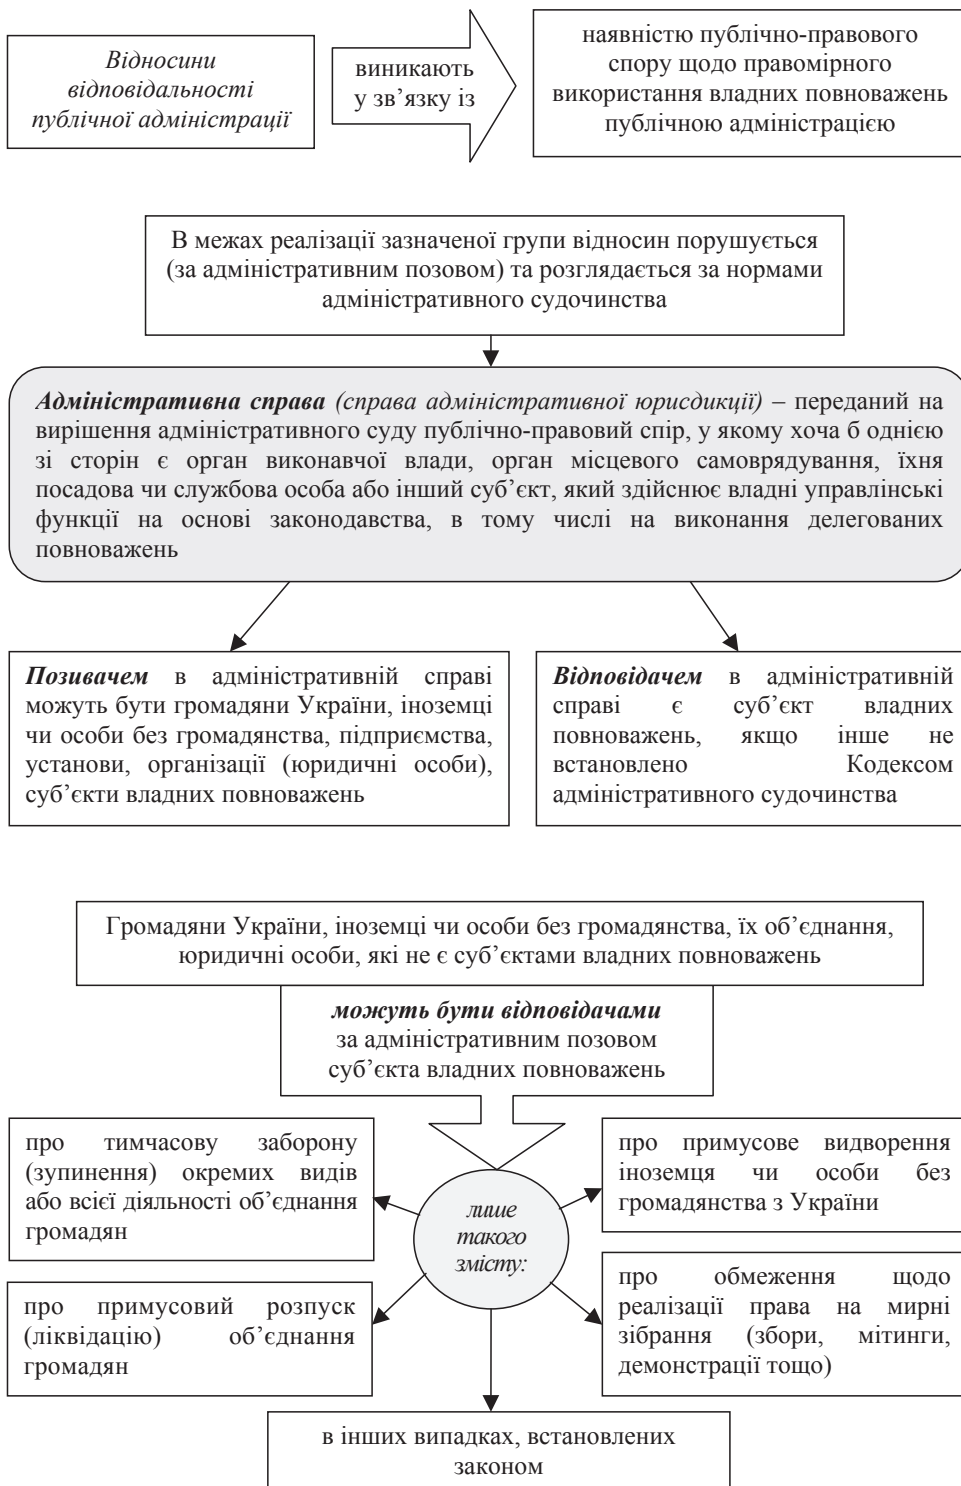 Відносини
відповідальності
публічної адміністрації
виникають
у зв’язку із
наявністю публічно-правового
спору щодо правомірного
використання владних повноважень
публічною адміністрацією
В межах реалізації зазначеної групи відносин порушується
(за адміністративним позовом) та розглядається за нормами
адміністративного судочинства
Адміністративна справа (справа адміністративної юрисдикції) – переданий на
вирішення адміністративного суду публічно-правовий спір, у якому хоча б однією
зі сторін є орган виконавчої влади, орган місцевого самоврядування, їхня
посадова чи службова особа або інший суб’єкт, який здійснює владні управлінські
функції на основі законодавства, в тому числі на виконання делегованих
повноважень
Позивачем в адміністративній справі
можуть бути громадяни України, іноземці
чи особи без громадянства, підприємства,
установи, організації (юридичні особи),
суб’єкти владних повноважень
Відповідачем в адміністративній
справі є суб’єкт владних
повноважень, якщо інше не
встановлено Кодексом
адміністративного судочинства
Громадяни України, іноземці чи особи без громадянства, їх об’єднання,
юридичні особи, які не є суб’єктами владних повноважень
можуть бути відповідачами
за адміністративним позовом
суб’єкта владних повноважень
про тимчасову заборону
(зупинення) окремих видів
або всієї діяльності об’єднання
громадян
про примусове видворення
іноземця чи особи без
громадянства з України
лише
такого
змісту:
про примусовий розпуск
(ліквідацію) об’єднання
громадян
про обмеження щодо
реалізації права на мирні
зібрання (збори, мітинги,
демонстрації тощо)
в інших випадках, встановлених
законом